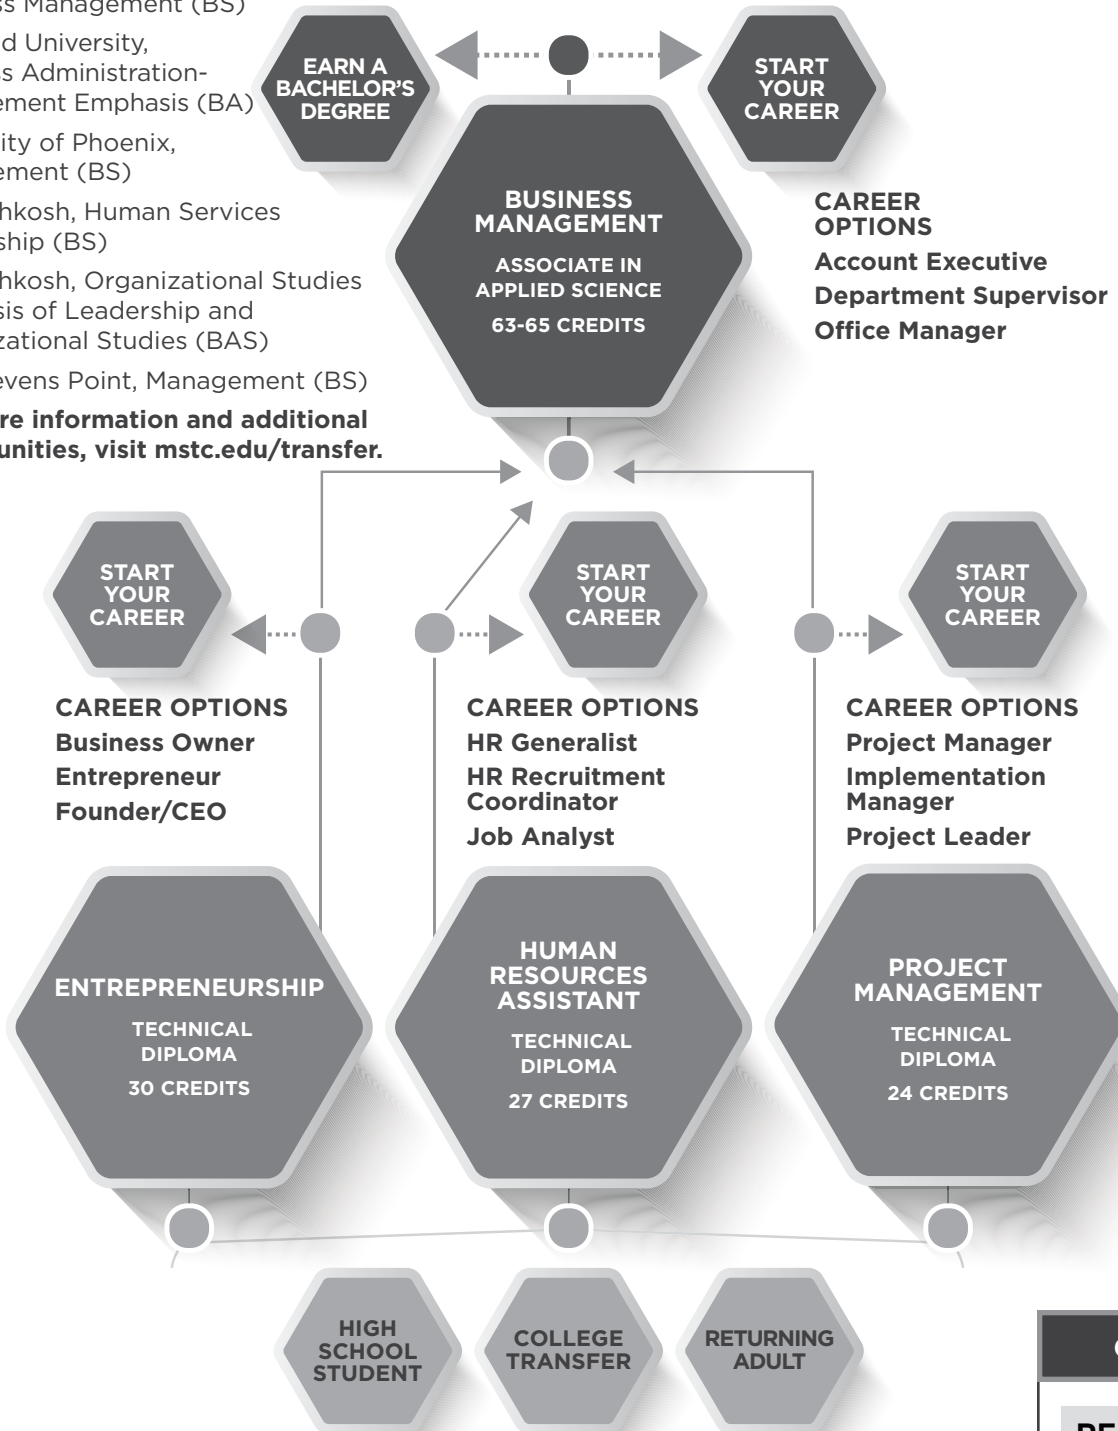 ss Management (BS)
d University,
ss Administration-
ement Emphasis (BA)
ity of Phoenix,
ement (BS)
hkosh, Human Services
ship (BS)
hkosh, Organizational Studies
sis of Leadership and
zational Studies (BAS)
evens Point, Management (BS)
re information and additional
unities, visit mstc.edu/transfer.
EARN A
BACHELOR'S
DEGREE
START
YOUR
CAREER
BUSINESS
MANAGEMENT
ASSOCIATE IN
APPLIED SCIENCE
63-65 CREDITS
CAREER
OPTIONS
Account Executive
Department Supervisor
Office Manager
START
YOUR
CAREER
CAREER OPTIONS
Business Owner
Entrepreneur
Founder/CEO
START
YOUR
CAREER
CAREER OPTIONS
HR Generalist
HR Recruitment
Coordinator
Job Analyst
START
YOUR
CAREER
CAREER OPTIONS
Project Manager
Implementation
Manager
Project Leader
ENTREPRENEURSHIP
TECHNICAL
DIPLOMA
30 CREDITS
HUMAN
RESOURCES
ASSISTANT
TECHNICAL
DIPLOMA
27 CREDITS
PROJECT
MANAGEMENT
TECHNICAL
DIPLOMA
24 CREDITS
HIGH
SCHOOL
STUDENT
COLLEGE
TRANSFER
RETURNING
ADULT